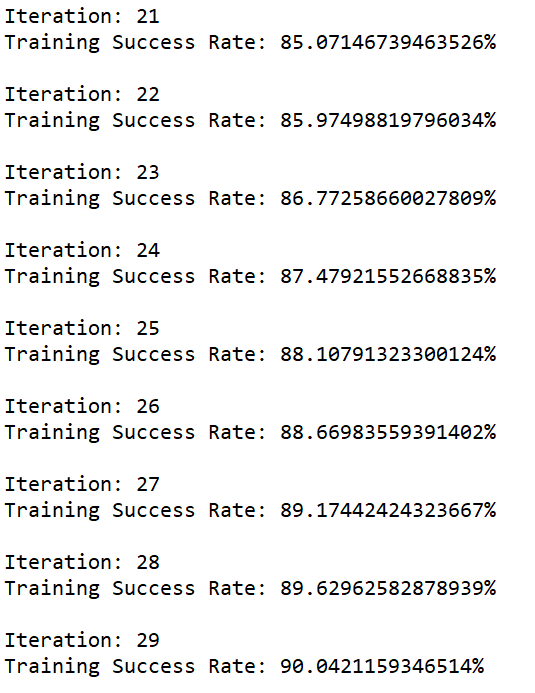 Iteration: 21
Training Success Rate: 85.07146739463526%
Iteration: 22
Training Success Rate: 85.97498819796034%
Iteration: 23
Training Success Rate: 86.77258660027809%
Iteration: 24
Training Success Rate: 87.47921552668835%
Iteration: 25
Training Success Rate: 88.10791323300124%
Iteration: 26
Training Success Rate: 88.66983559391402%
Iteration: 27
Training Success Rate: 89.17442424323667%
Iteration: 28
Training Success Rate: 89.62962582878939%
Iteration: 29
Training Success Rate: 90.0421159346514%